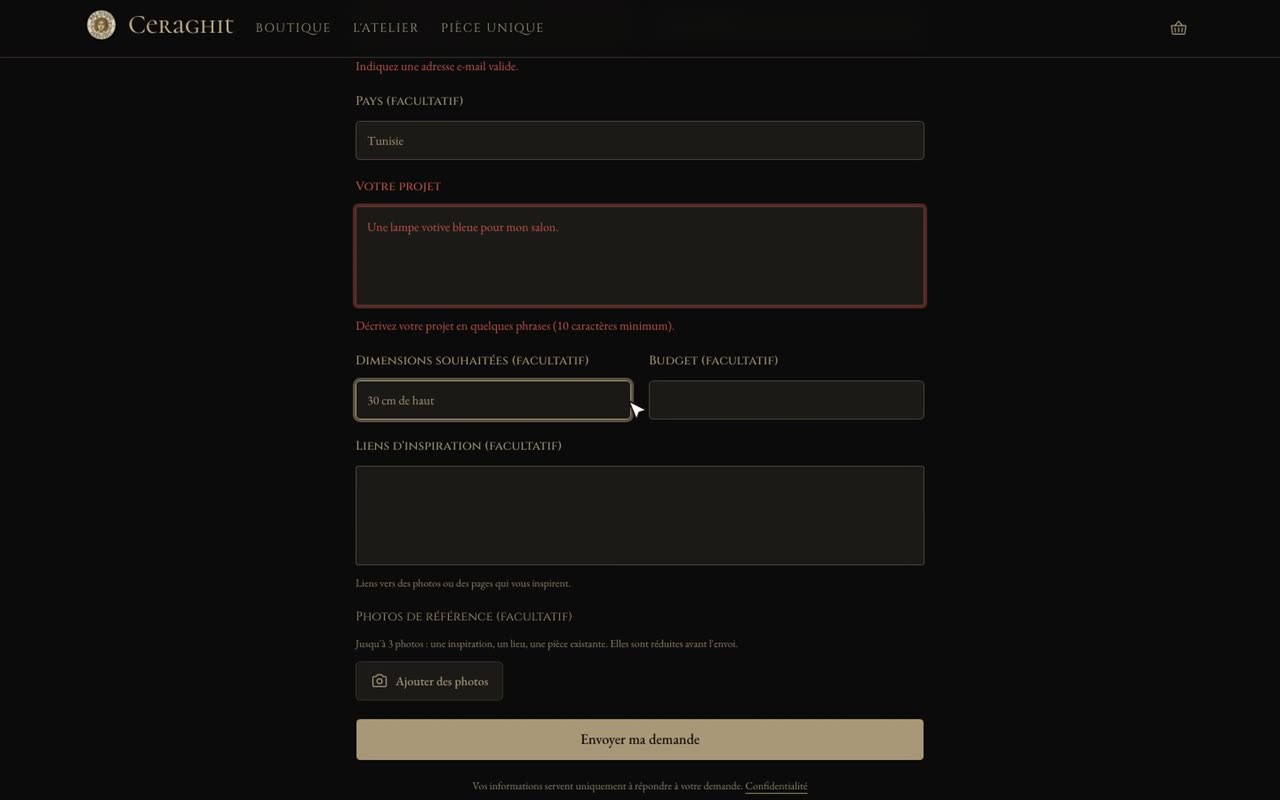 Ceraghit BOUTIQUE L'ATELIER PIÈCE UNIQUE
Indiquez une adresse e-mail valide.
Pays (facultatif)
Tunisie
Votre projet
Une lampe votive bleue pour mon salon.
Décrivez votre projet en quelques phrases (10 caractères minimum).
Dimensions souhaitées (facultatif) Budget (facultatif)
30 cm de haut
Liens d'inspiration (facultatif)
Liens vers des photos ou des pages qui vous inspirent.
Photos de référence (facultatif)
Jusqu'à 3 photos : une inspiration, un lieu, une pièce existante. Elles sont réduites avant l'envoi.
Ajouter des photos
Envoyer ma demande
Vos informations servent uniquement à répondre à votre demande. Confidentialité